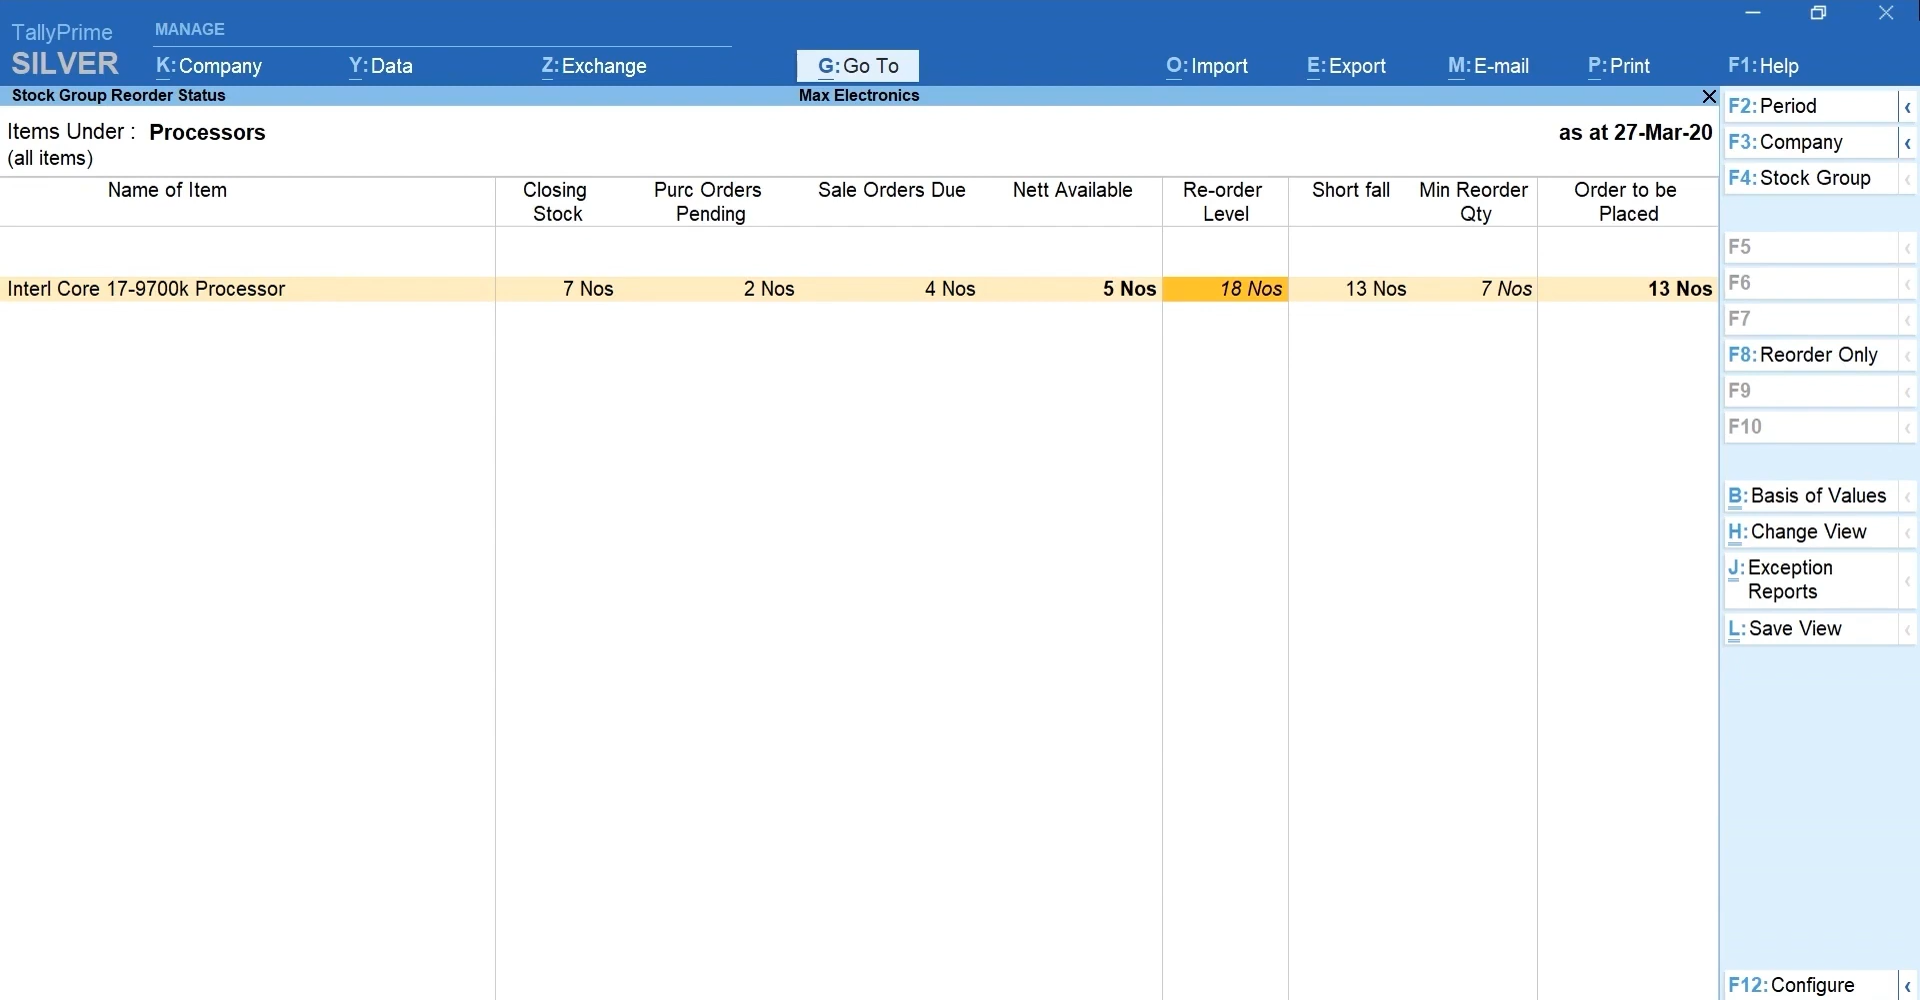 TallyPrime
SILVER
MANAGE
K:Company Y:Data Z:Exchange G:Go To O:Import E:Export M:E-mail P:Print F1:Help
Stock Group Reorder Status Max Electronics
Items Under : Processors as at 27-Mar-20
(all items)
Name of Item Closing Stock Purc Orders Pending Sale Orders Due Nett Available Re-order Level Short fall Min Reorder Qty Order to be Placed
Interl Core 17-9700k Processor 7 Nos 2 Nos 4 Nos 5 Nos 18 Nos 13 Nos 7 Nos 13 Nos
F2:Period
F3:Company
F4:Stock Group
F5
F6
F7
F8:Reorder Only
F9
F10
B:Basis of Values
H:Change View
J:Exception
Reports
L:Save View
F12:Configure